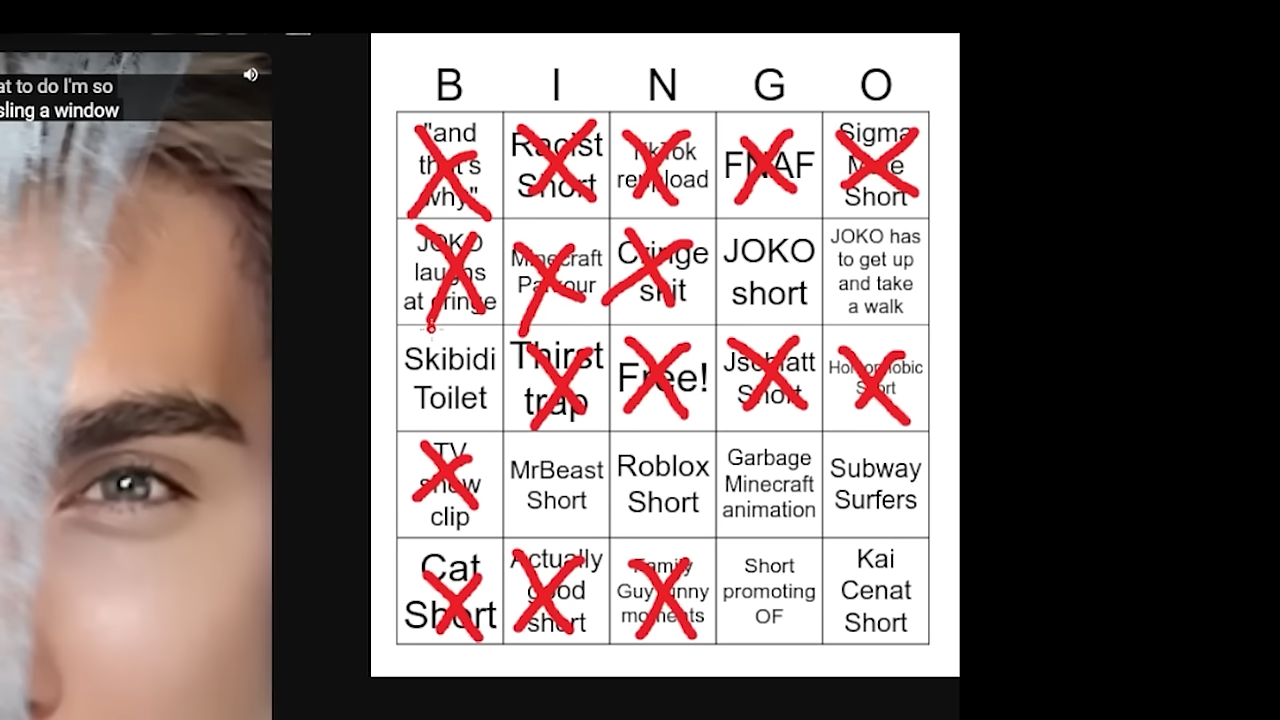 at to do I'm so
sling a window
B I N G O
"and
that's
why"
Racist
Short
TikTok
reupload
FNAF
Sigma
Male
Short
JOKO
laughs
at cringe
Minecraft
Parkour
Cringe
skit
JOKO
short
JOKO has
to get up
and take
a walk
Skibidi
Toilet
Thirst
trap
Free!
Jschlatt
Short
Homophobic
Short
TV
show
clip
MrBeast
Short
Roblox
Short
Garbage
Minecraft
animation
Subway
Surfers
Cat
Short
Actually
good
short
Family
Guy funny
moments
Short
promoting
OF
Kai
Cenat
Short